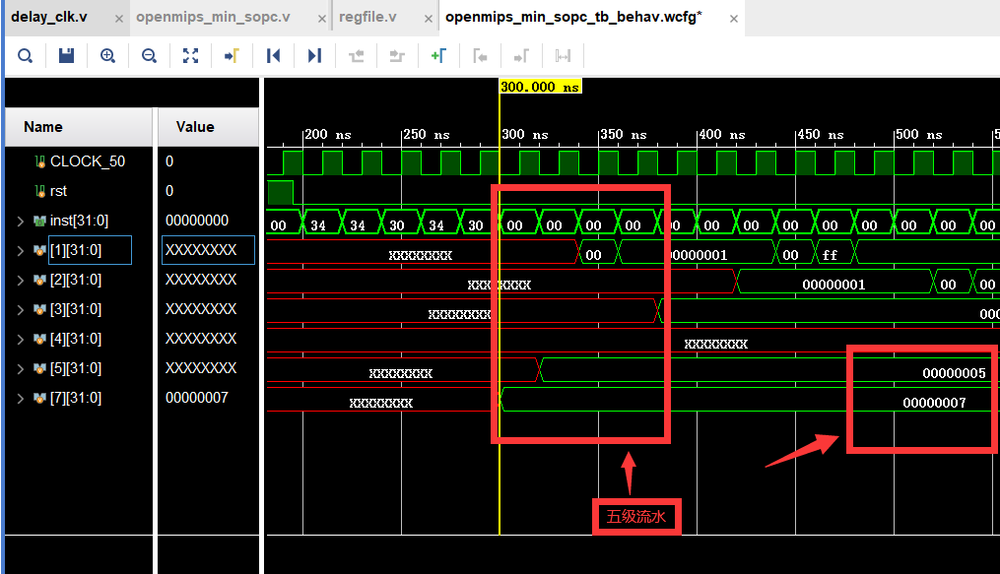 delay_clk.v × openmips_min_sopc.v × regfile.v × openmips_min_sopc_tb_behav.wcfg* ×
300.000 ns
Name Value
200 ns 250 ns 300 ns 350 ns 400 ns 450 ns 500 ns 5
CLOCK_50 0
rst 0
inst[31:0] 00000000 00 34 34 30 34 30 00 00 00 00 00 00 00 00 00 00 00 00 00
[1][31:0] XXXXXXXX XXXXXXXX 00 00000001 00 ff
[2][31:0] XXXXXXXX XXXXXXXX 00000001 00 00
[3][31:0] XXXXXXXX XXXXXXXX 000
[4][31:0] XXXXXXXX XXXXXXXX
[5][31:0] XXXXXXXX XXXXXXXX 00000005
[7][31:0] 00000007 XXXXXXXX 00000007
五级流水